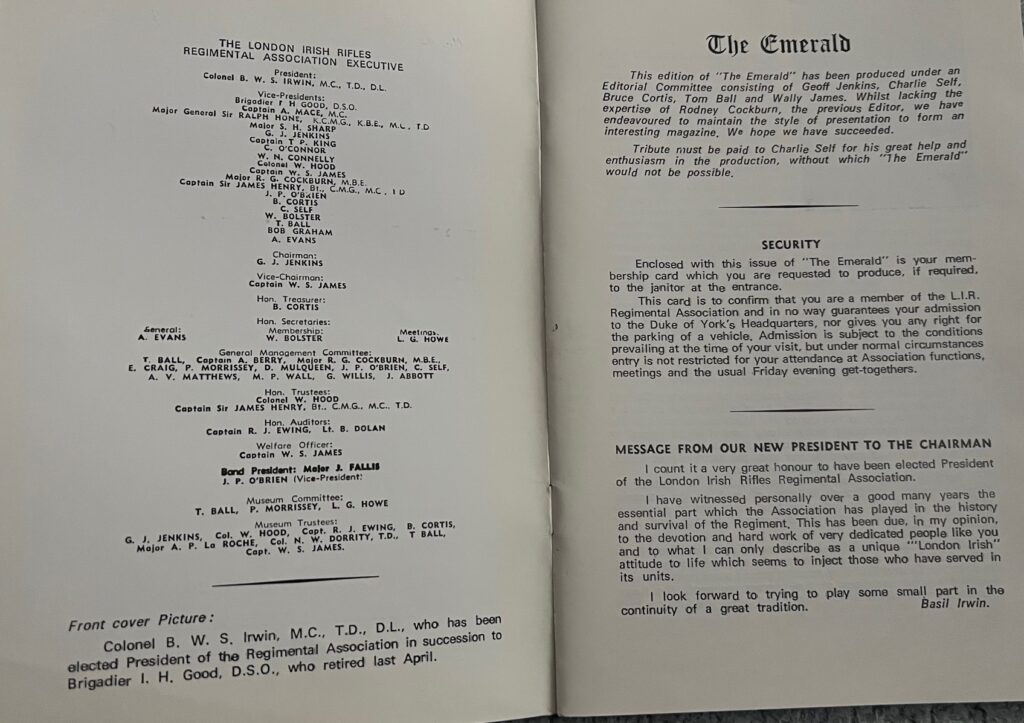 THE LONDON IRISH RIFLES
REGIMENTAL ASSOCIATION EXECUTIVE
President:
Colonel B. W. S. IRWIN, M.C., T.D., D.L.
Vice-Presidents:
Brigadier I H GOOD, D.S.O.
Captain A. MACE, M.C.
Major General Sir RALPH HONE, K.C.M.G., K.B.E., M.C., T.D
Major S. H. SHARP
G. J. JENKINS
Captain T P. KING
C. O'CONNOR
W. N. CONNELLY
Colonel W. HOOD
Captain W. S. JAMES
Major R. G. COCKBURN, M.B.E.
Captain Sir JAMES HENRY, Bt., C.M.G., M.C., T D
J. P. O'BRIEN
B. CORTIS
C. SELF
W. BOLSTER
T. BALL
BOB GRAHAM
A. EVANS
Chairman:
G. J. JENKINS
Vice-Chairman:
Captain W. S. JAMES
Hon. Treasurer:
B. CORTIS
Hon. Secretaries:
General: Membership: Meetings.
A. EVANS W. BOLSTER L. G. HOWE
General Management Committee:
T. BALL, Captain A. BERRY, Major R. G. COCKBURN, M.B.E.,
E. CRAIG, P. MORRISSEY, D. MULQUEEN, J. P. O'BRIEN, C. SELF,
A. V. MATTHEWS, M. P. WALL, G. WILLIS, J. ABBOTT
Hon. Trustees:
Colonel W. HOOD
Captain Sir JAMES HENRY, Bt., C.M.G., M.C., T.D.
Hon. Auditors:
Captain R. J. EWING, Lt. B. DOLAN
Welfare Officer:
Captain W. S. JAMES
Band President: Major J. FALLIS
J. P. O'BRIEN (Vice-President:
Museum Committee:
T. BALL, P. MORRISSEY, L. G. HOWE
Museum Trustees:
G. J. JENKINS, Col. W. HOOD, Capt. R. J. EWING, B. CORTIS,
Major A. P. La ROCHE, Col. N. W. DORRITY, T.D., T BALL,
Capt. W. S. JAMES.
Front cover Picture:
Colonel B. W. S. Irwin, M.C., T.D., D.L., who has been
elected President of the Regimental Association in succession to
Brigadier I. H. Good, D.S.O., who retired last April.
The Emerald
This edition of "The Emerald" has been produced under an
Editorial Committee consisting of Geoff Jenkins, Charlie Self,
Bruce Cortis, Tom Ball and Wally James. Whilst lacking the
expertise of Rodney Cockburn, the previous Editor, we have
endeavoured to maintain the style of presentation to form an
interesting magazine. We hope we have succeeded.
Tribute must be paid to Charlie Self for his great help and
enthusiasm in the production, without which "The Emerald"
would not be possible.
SECURITY
Enclosed with this issue of "The Emerald" is your mem-
bership card which you are requested to produce, if required,
to the janitor at the entrance.
This card is to confirm that you are a member of the L.I.R.
Regimental Association and in no way guarantees your admission
to the Duke of York's Headquarters, nor gives you any right for
the parking of a vehicle. Admission is subject to the conditions
prevailing at the time of your visit, but under normal circumstances
entry is not restricted for your attendance at Association functions,
meetings and the usual Friday evening get-togethers.
MESSAGE FROM OUR NEW PRESIDENT TO THE CHAIRMAN
I count it a very great honour to have been elected President
of the London Irish Rifles Regimental Association.
I have witnessed personally over a good many years the
essential part which the Association has played in the history
and survival of the Regiment. This has been due, in my opinion,
to the devotion and hard work of very dedicated people like you
and to what I can only describe as a unique "'London Irish"
attitude to life which seems to inject those who have served in
its units.
I look forward to trying to play some small part in the
continuity of a great tradition. Basil Irwin.